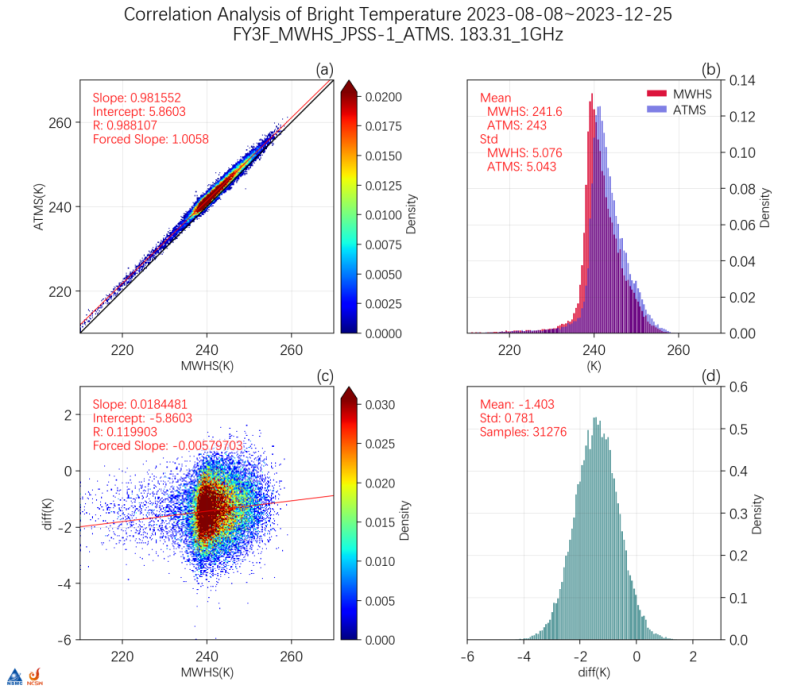 Correlation Analysis of Bright Temperature 2023-08-08~2023-12-25
FY3F_MWHS_JPSS-1_ATMS. 183.31_1GHz
(a)
Slope: 0.981552
Intercept: 5.8603
R: 0.988107
Forced Slope: 1.0058
260
240
220
ATMS(K)
220 240 260
MWHS(K)
0.0200
0.0175
0.0150
0.0125
0.0100
0.0075
0.0050
0.0025
0.0000
Density
(b)
Mean
MWHS: 241.6
ATMS: 243
Std
MWHS: 5.076
ATMS: 5.043
MWHS
ATMS
0.14
0.12
0.10
0.08
0.06
0.04
0.02
0.00
Density
220 240 260
(K)
(c)
Slope: 0.0184481
Intercept: -5.8603
R: 0.119903
Forced Slope: -0.00579703
2
0
-2
-4
-6
diff(K)
220 240 260
MWHS(K)
0.030
0.025
0.020
0.015
0.010
0.005
0.000
Density
(d)
Mean: -1.403
Std: 0.781
Samples: 31276
0.6
0.5
0.4
0.3
0.2
0.1
0.0
Density
-6 -4 -2 0 2
diff(K)
NSMC NCSM